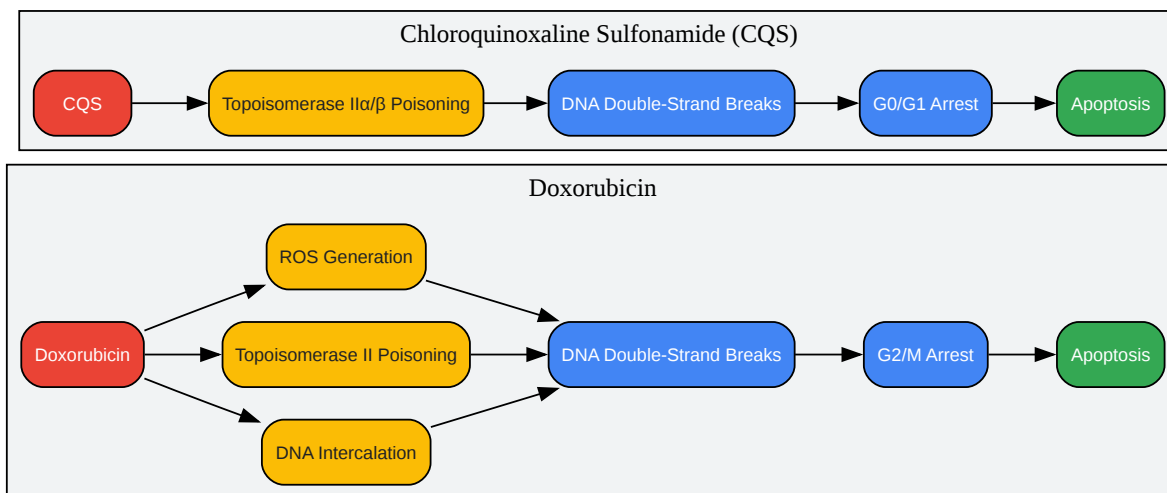 Chloroquinoxaline Sulfonamide (CQS)
CQS
Topoisomerase IIα/β Poisoning
DNA Double-Strand Breaks
G0/G1 Arrest
Apoptosis
Doxorubicin
ROS Generation
Doxorubicin
Topoisomerase II Poisoning
DNA Double-Strand Breaks
G2/M Arrest
Apoptosis
DNA Intercalation